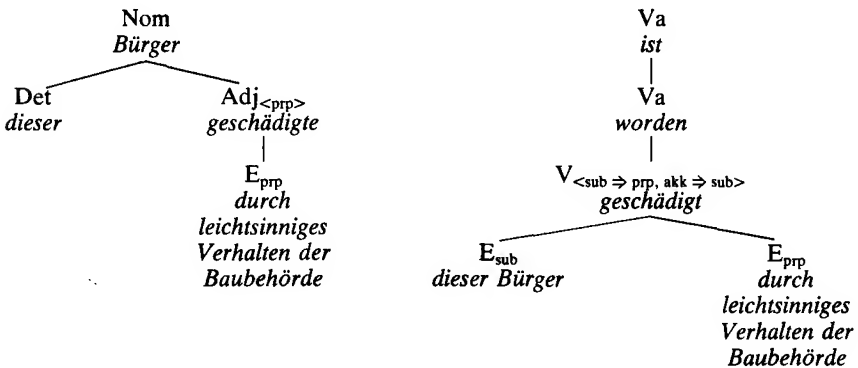 Nom
Bürger
Det
dieser
Adj<prp>
geschädigte
Eprp
durch
leichtsinniges
Verhalten der
Baubehörde
Va
ist
Va
worden
V<sub ⇒ prp, akk ⇒ sub>
geschädigt
Esub
dieser Bürger
Eprp
durch
leichtsinniges
Verhalten der
Baubehörde